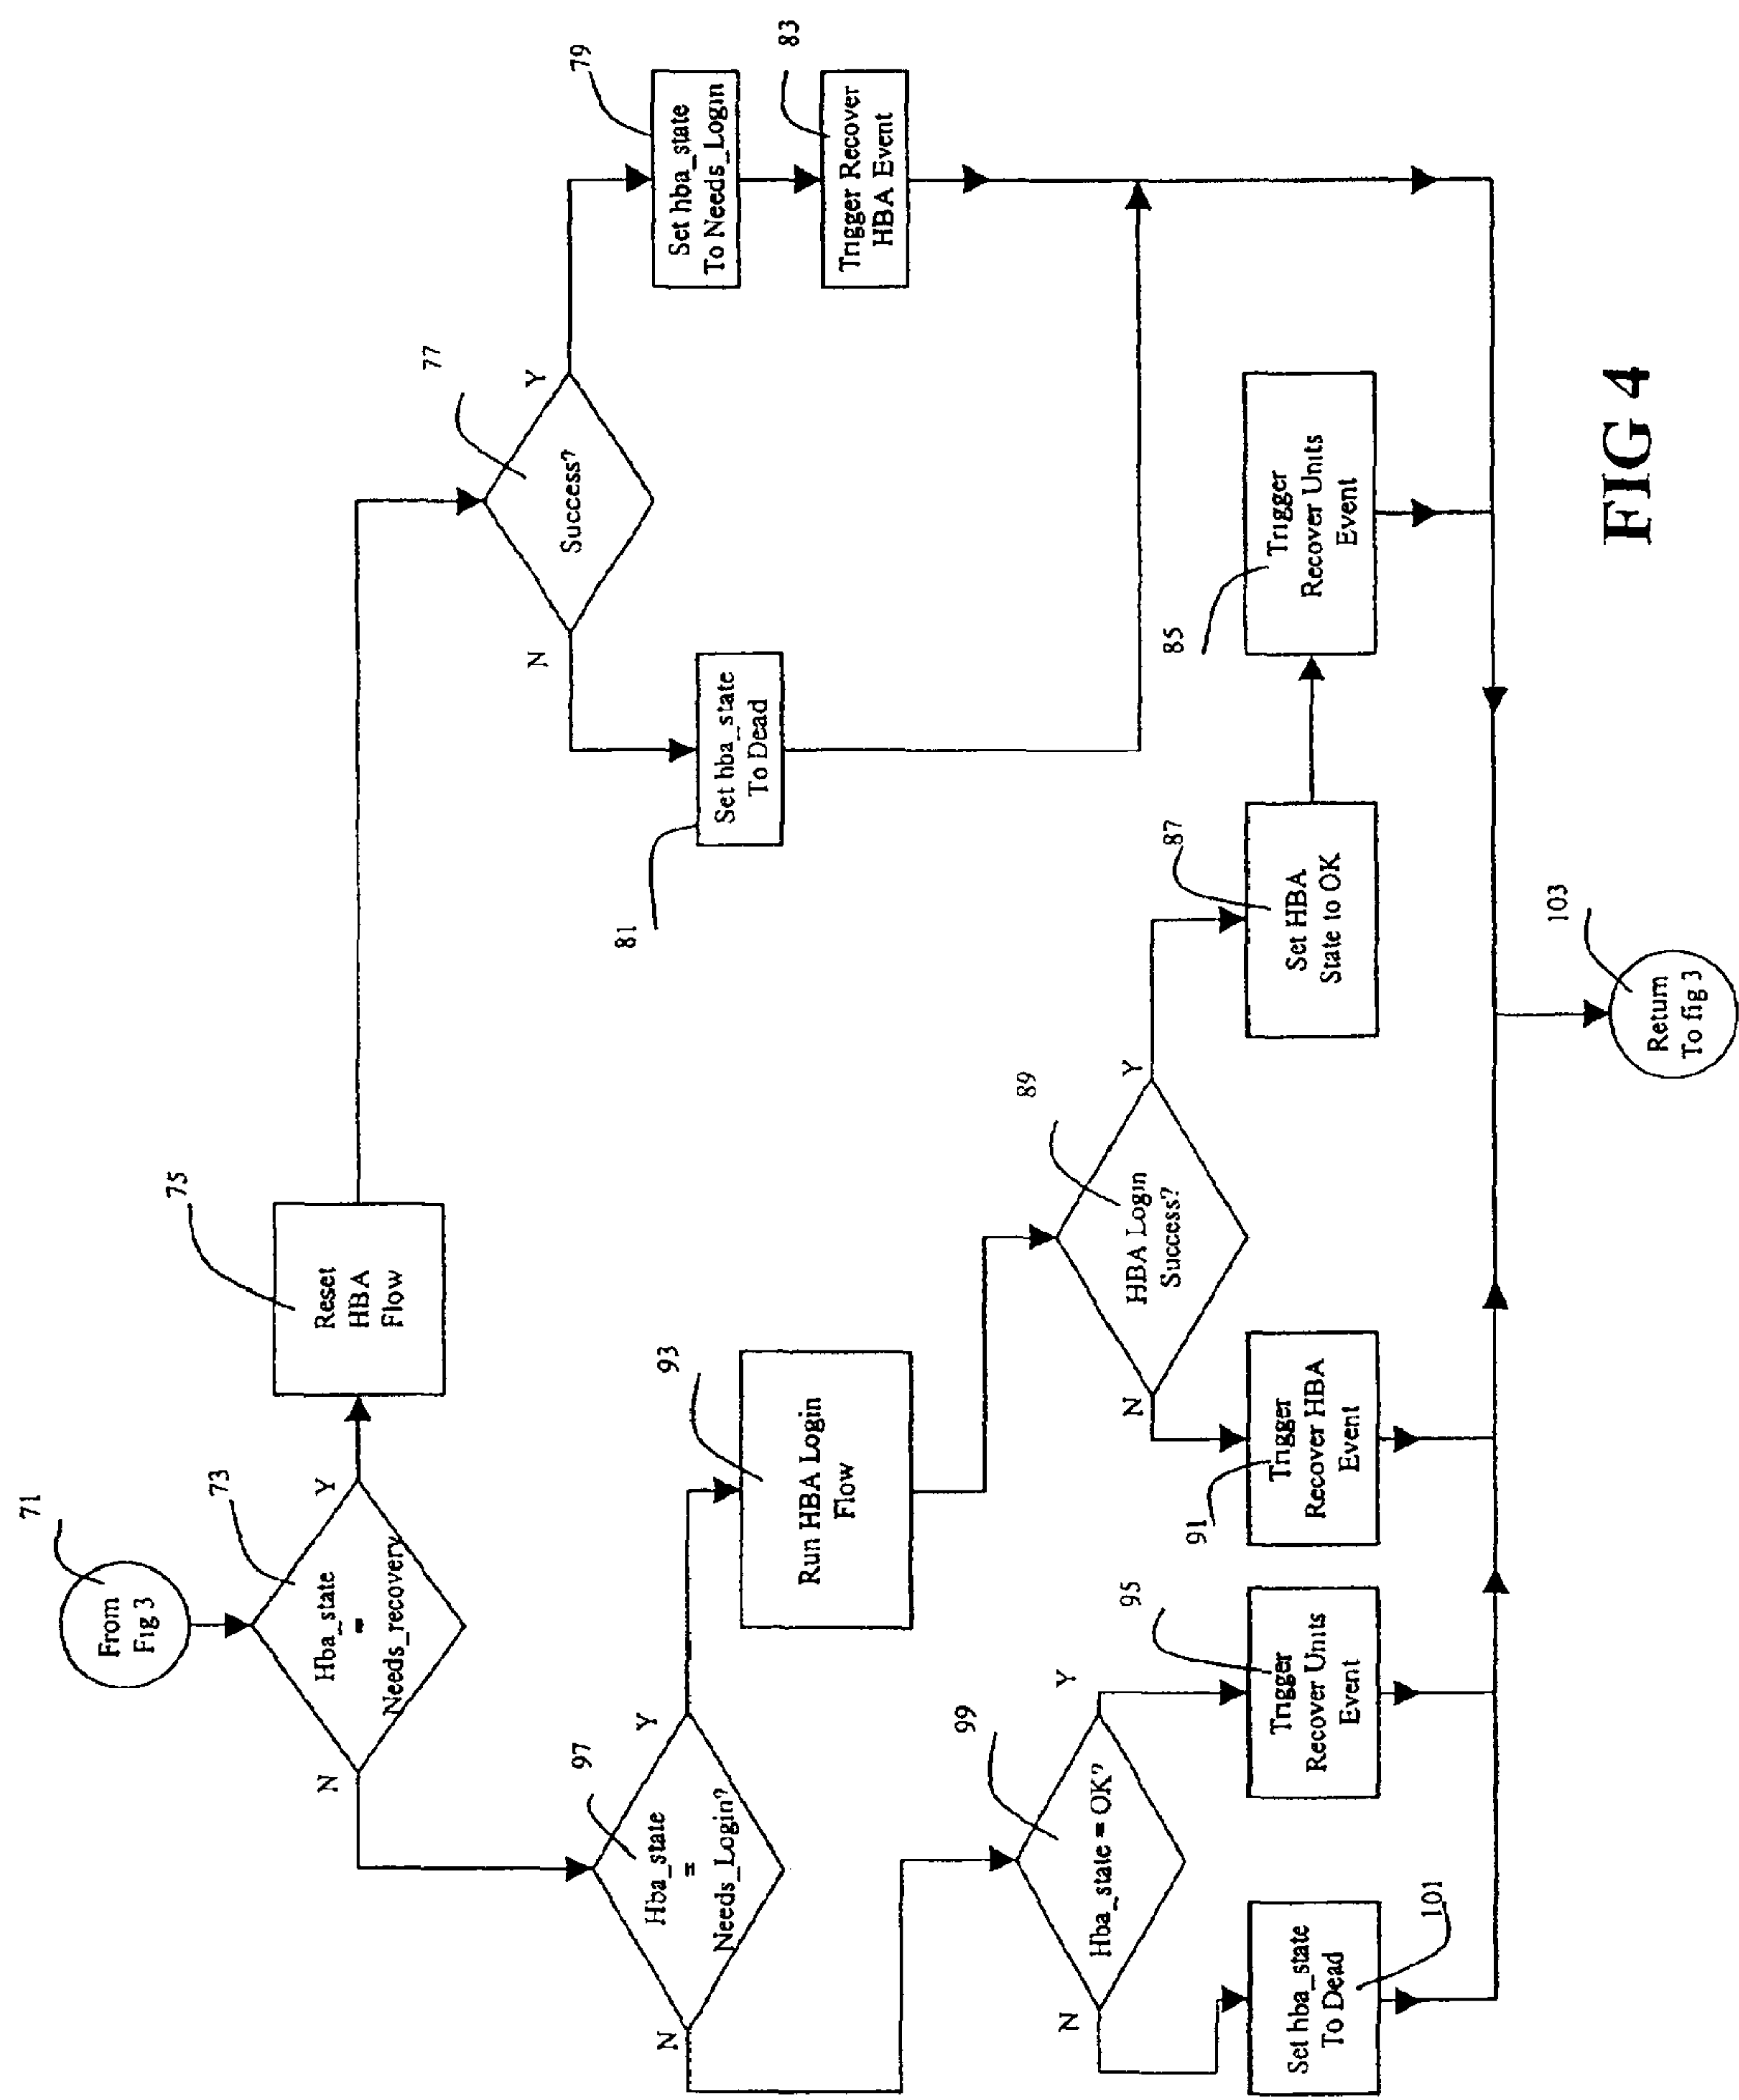 71
From
Fig 3
73
Hba_state
=
Needs_recovery
Y
N
75
Reset
HBA
Flow
77
Success?
Y
N
79
Set hba_state
To Needs_Login
83
Trigger Recover
HBA Event
81
Set hba_state
To Dead
97
Hba_state
=
Needs_Login?
Y
N
93
Run HBA Login
Flow
89
HBA Login
Success?
Y
N
87
Set HBA
State to OK
85
Trigger
Recover Units
Event
91
Trigger
Recover HBA
Event
99
Hba_state = OK?
Y
N
95
Trigger
Recover Units
Event
101
Set hba_state
To Dead
103
Return
To fig 3
FIG 4